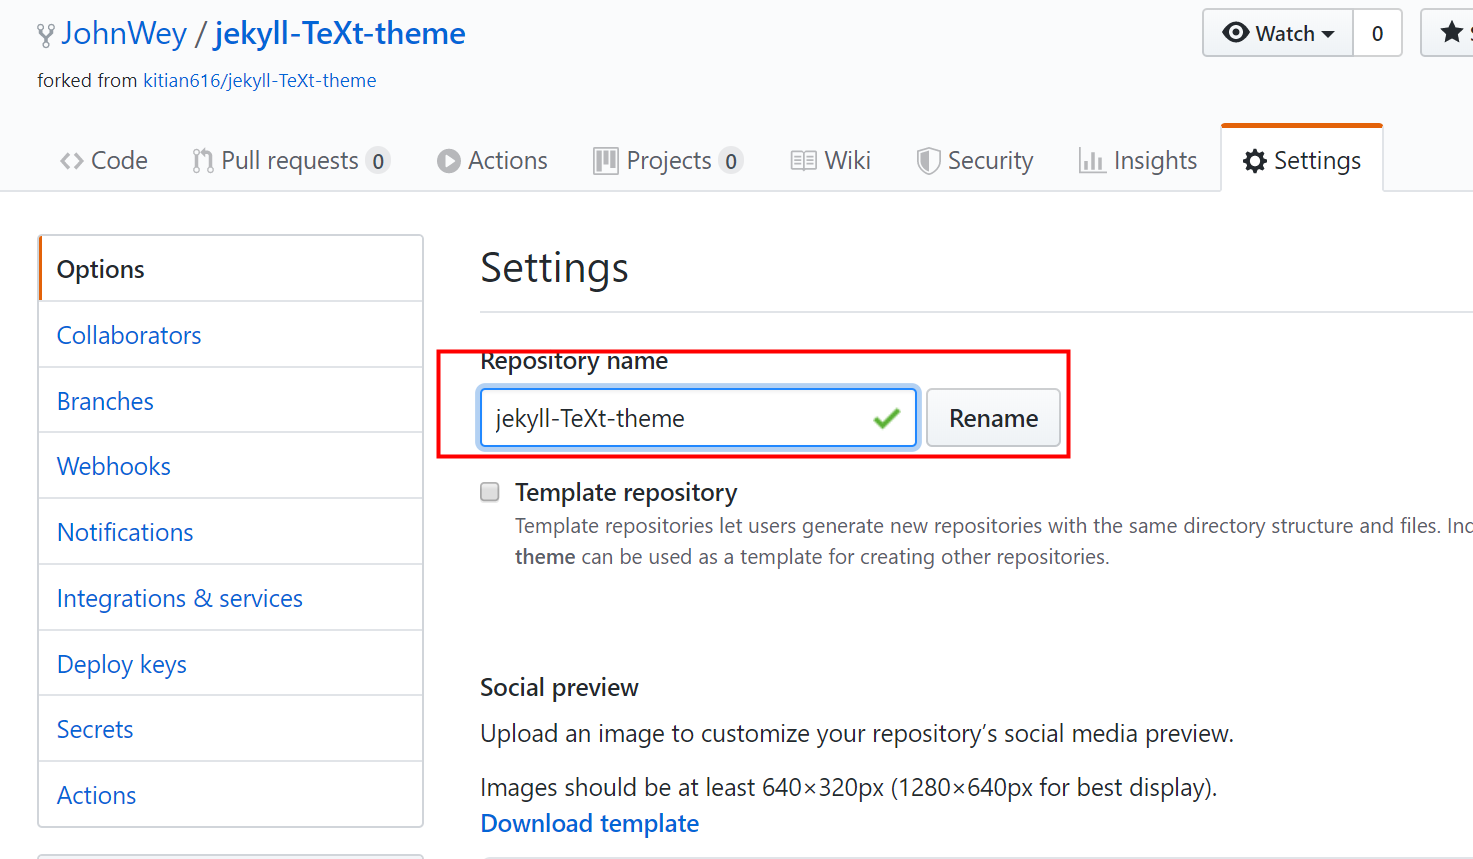 JohnWey / jekyll-TeXt-theme
Watch 0
forked from kitian616/jekyll-TeXt-theme
Code Pull requests 0 Actions Projects 0 Wiki Security Insights Settings
Options
Collaborators
Branches
Webhooks
Notifications
Integrations & services
Deploy keys
Secrets
Actions
Settings
Repository name
jekyll-TeXt-theme Rename
Template repository
Template repositories let users generate new repositories with the same directory structure and files.
theme can be used as a template for creating other repositories.
Social preview
Upload an image to customize your repository’s social media preview.
Images should be at least 640×320px (1280×640px for best display).
Download template